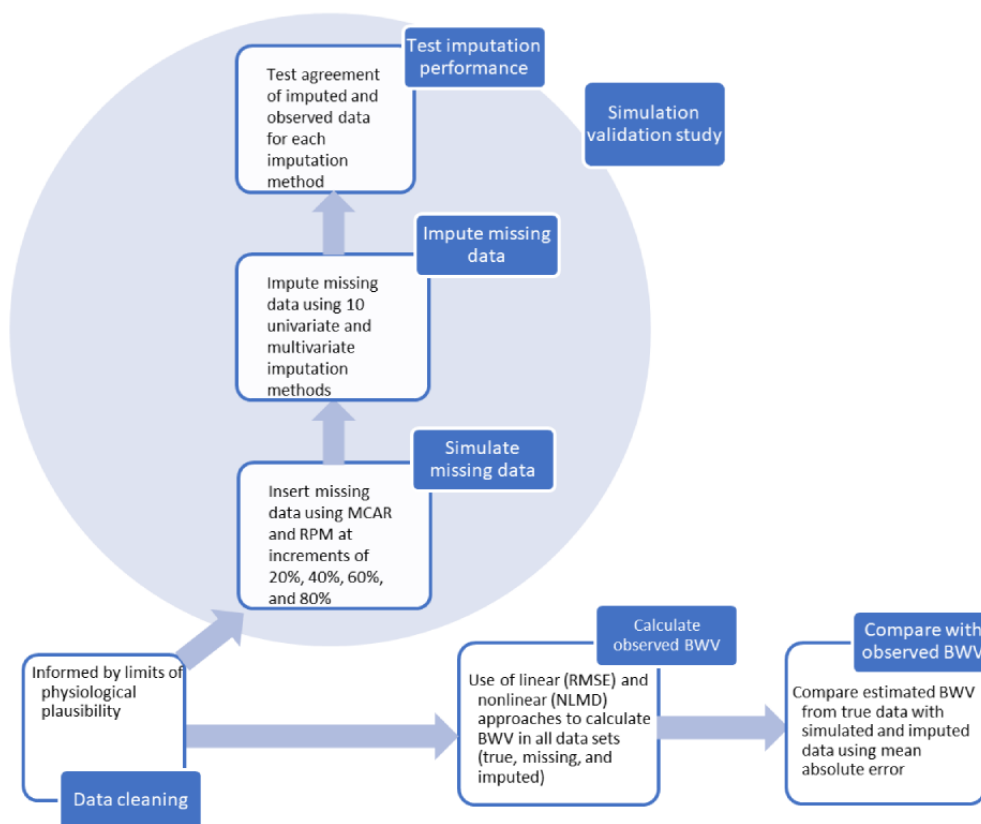 Test imputation
performance
Test agreement
of imputed and
observed data
for each
imputation
method
Simulation
validation study
Impute missing
data
Impute missing
data using 10
univariate and
multivariate
imputation
methods
Simulate
missing data
Insert missing
data using MCAR
and RPM at
increments of
20%, 40%, 60%,
and 80%
Informed by limits of
physiological
plausibility
Data cleaning
Calculate
observed BWV
Use of linear (RMSE) and
nonlinear (NLMD)
approaches to calculate
BWV in all data sets
(true, missing, and
imputed)
Compare with
observed BWV
Compare estimated BWV
from true data with
simulated and imputed
data using mean
absolute error